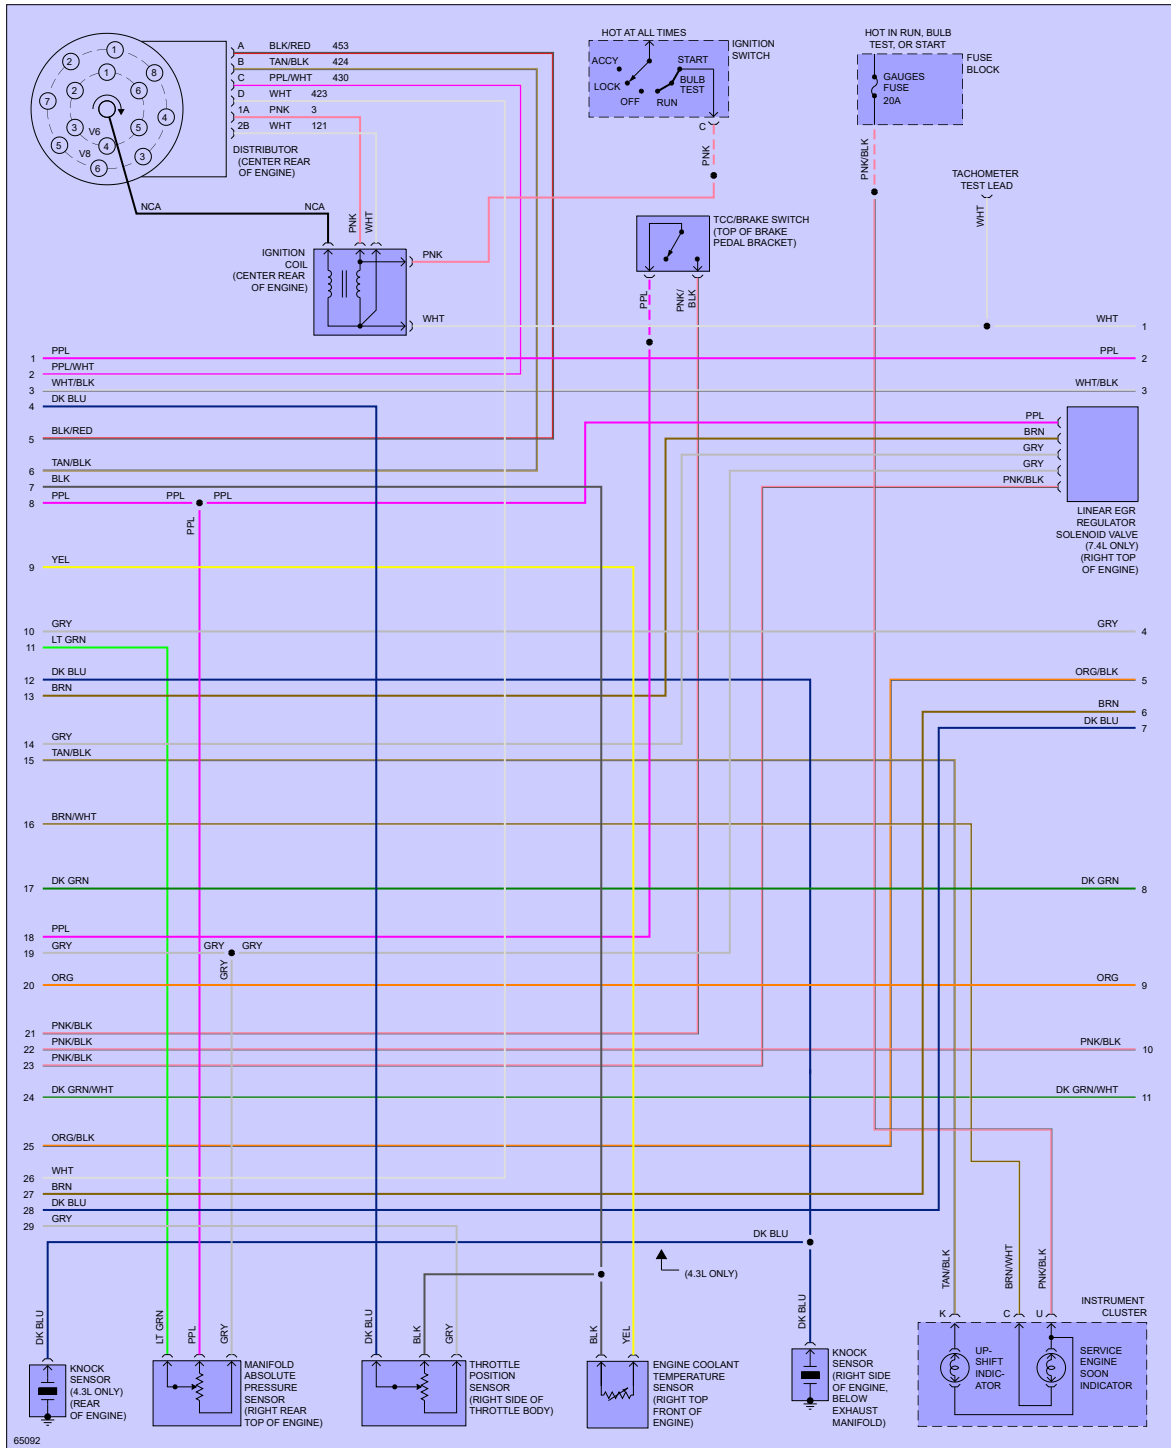 A BLK/RED 453
B TAN/BLK 424
C PPL/WHT 430
D WHT 423
1A PNK 3
2B WHT 121
DISTRIBUTOR
(CENTER REAR
OF ENGINE)
1
2
8
7
4
5
3
6
1
2
6
3
5
4
V6
V8
NCA
NCA
PNK
WHT
IGNITION
COIL
(CENTER REAR
OF ENGINE)
PNK
WHT
HOT AT ALL TIMES
IGNITION
SWITCH
ACCY
LOCK
OFF
RUN
BULB
TEST
START
C
PNK
HOT IN RUN, BULB
TEST, OR START
FUSE
BLOCK
GAUGES
FUSE
20A
PNK/BLK
TACHOMETER
TEST LEAD
WHT
TCC/BRAKE SWITCH
(TOP OF BRAKE
PEDAL BRACKET)
PPL
PNK/
BLK
WHT 1
1 PPL
PPL 2
2 PPL/WHT
3 WHT/BLK
WHT/BLK 3
4 DK BLU
5 BLK/RED
6 TAN/BLK
7 BLK
8 PPL PPL PPL
PPL
PPL
BRN
GRY
GRY
PNK/BLK
LINEAR EGR
REGULATOR
SOLENOID VALVE
(7.4L ONLY)
(RIGHT TOP
OF ENGINE)
9 YEL
10 GRY
GRY 4
11 LT GRN
12 DK BLU
ORG/BLK 5
13 BRN
BRN 6
DK BLU 7
14 GRY
15 TAN/BLK
16 BRN/WHT
17 DK GRN
DK GRN 8
18 PPL
19 GRY GRY GRY
GRY
20 ORG
ORG 9
21 PNK/BLK
22 PNK/BLK
PNK/BLK 10
23 PNK/BLK
24 DK GRN/WHT
DK GRN/WHT 11
25 ORG/BLK
26 WHT
27 BRN
28 DK BLU
29 GRY
DK BLU
(4.3L ONLY)
DK BLU
LT GRN
PPL
GRY
DK BLU
BLK
GRY
BLK
YEL
DK BLU
TAN/BLK
BRN/WHT
PNK/BLK
K
C
U
INSTRUMENT
CLUSTER
KNOCK
SENSOR
(4.3L ONLY)
(REAR
OF ENGINE)
MANIFOLD
ABSOLUTE
PRESSURE
SENSOR
(RIGHT REAR
TOP OF ENGINE)
THROTTLE
POSITION
SENSOR
(RIGHT SIDE OF
THROTTLE BODY)
ENGINE COOLANT
TEMPERATURE
SENSOR
(RIGHT TOP
FRONT OF
ENGINE)
KNOCK
SENSOR
(RIGHT SIDE
OF ENGINE,
BELOW
EXHAUST
MANIFOLD)
UP-
SHIFT
INDIC-
ATOR
SERVICE
ENGINE
SOON
INDICATOR
65092